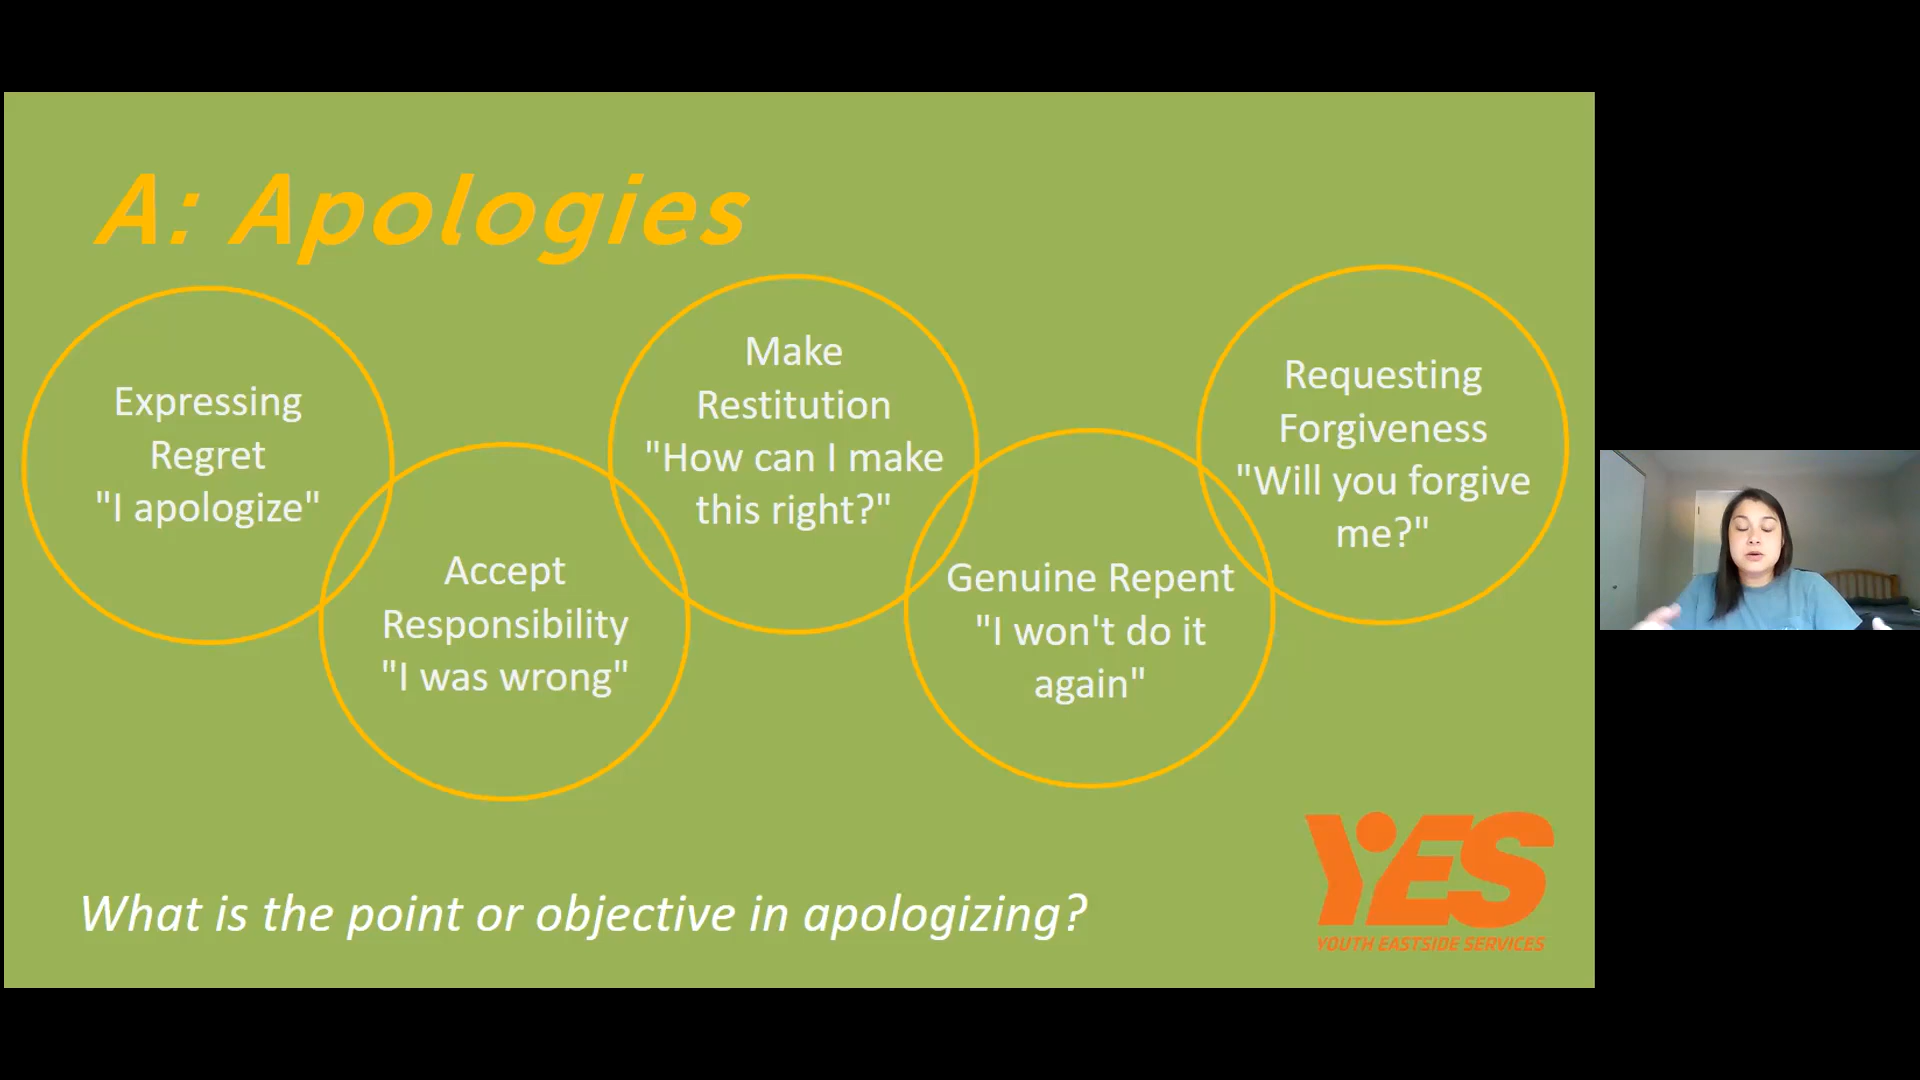 A: Apologies
Expressing
Regret
"I apologize"
Accept
Responsibility
"I was wrong"
Make
Restitution
"How can I make
this right?"
Genuine Repent
"I won't do it
again"
Requesting
Forgiveness
"Will you forgive
me?"
What is the point or objective in apologizing?
YES
YOUTH EASTSIDE SERVICES